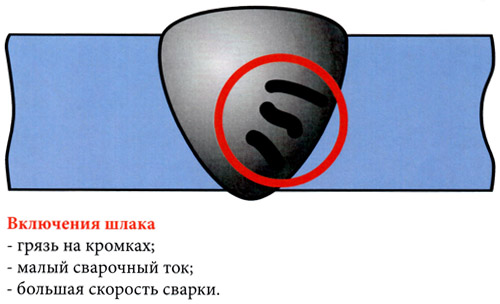 Включения шлака
- грязь на кромках;
- малый сварочный ток;
- большая скорость сварки.